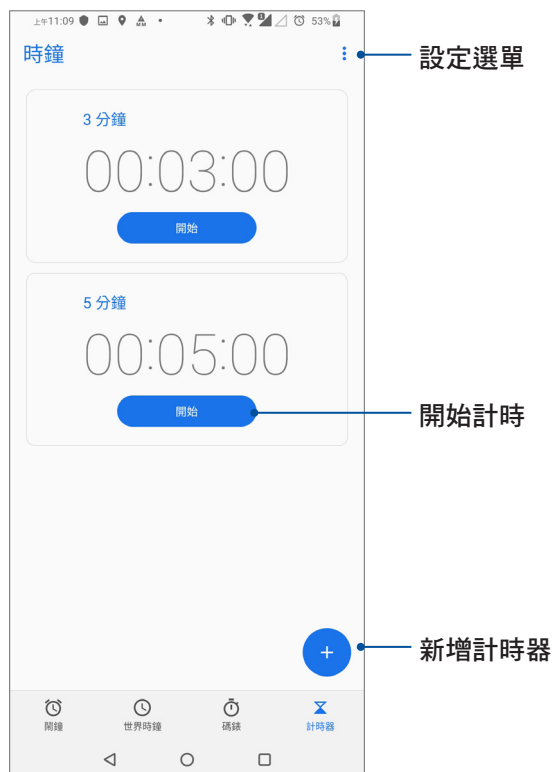 上午11:09 53%
時鐘
設定選單
3 分鐘
00:03:00
開始
5 分鐘
00:05:00
開始
開始計時
+
新增計時器
鬧鐘 世界時鐘 碼錶 計時器